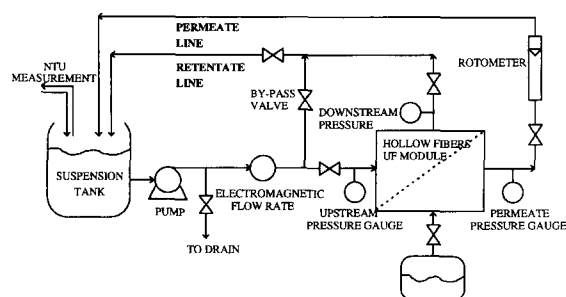 PERMEATE
LINE
NTU
MEASUREMENT
RETENTATE
LINE
ROTOMETER
BY-PASS
VALVE
DOWNSTREAM
PRESSURE
HOLLOW FIBERS
UF MODULE
SUSPENSION
TANK
PUMP
ELECTROMAGNETIC
FLOW RATE
UPSTREAM
PRESSURE GAUGE
PERMEATE
PRESSURE GAUGE
TO DRAIN